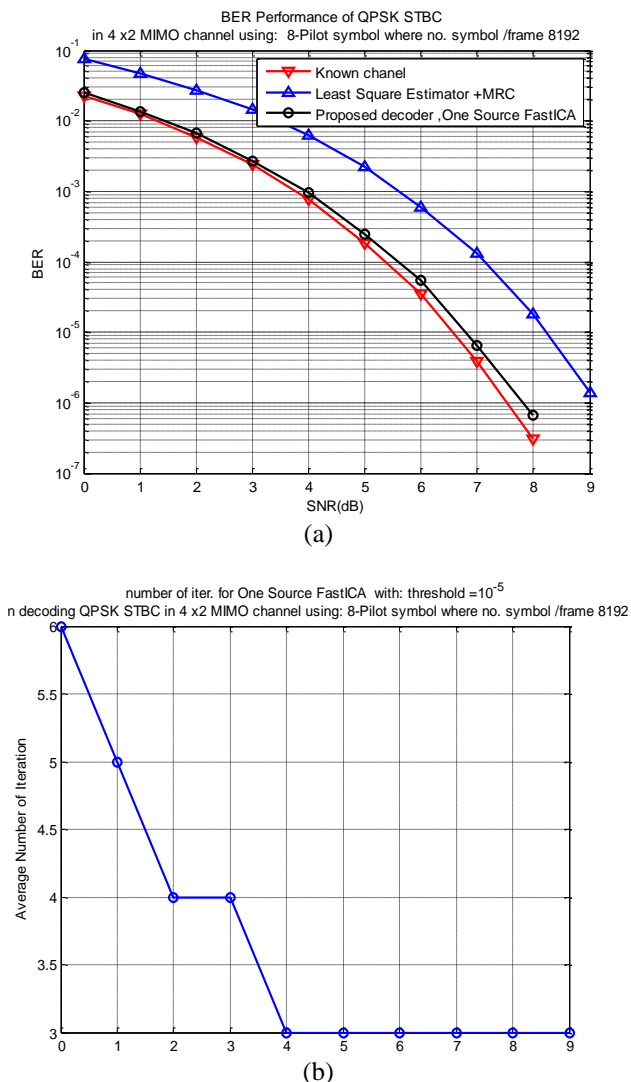 BER Performance of QPSK STBC
in 4 x2 MIMO channel using: 8-Pilot symbol where no. symbol /frame 8192
10-1
Known chanel
Least Square Estimator +MRC
Proposed decoder ,One Source FastICA
10-2
10-3
10-4
10-5
10-6
10-7
BER
0 1 2 3 4 5 6 7 8 9
SNR(dB)
(a)
number of iter. for One Source FastICA with: threshold =10-5
n decoding QPSK STBC in 4 x2 MIMO channel using: 8-Pilot symbol where no. symbol /frame 8192
6
5.5
5
4.5
4
3.5
3
Average Number of Iteration
0 1 2 3 4 5 6 7 8 9
(b)